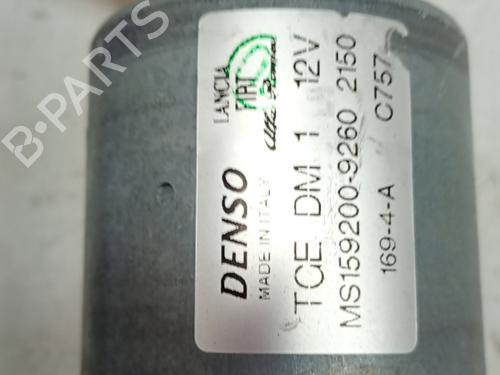 LANCIA
FIAT
Alfa Romeo
DENSO
MADE IN ITALY
TCE. DM 1 12V
MS159200-9260 2150
169-4-A C757
B-PARTS